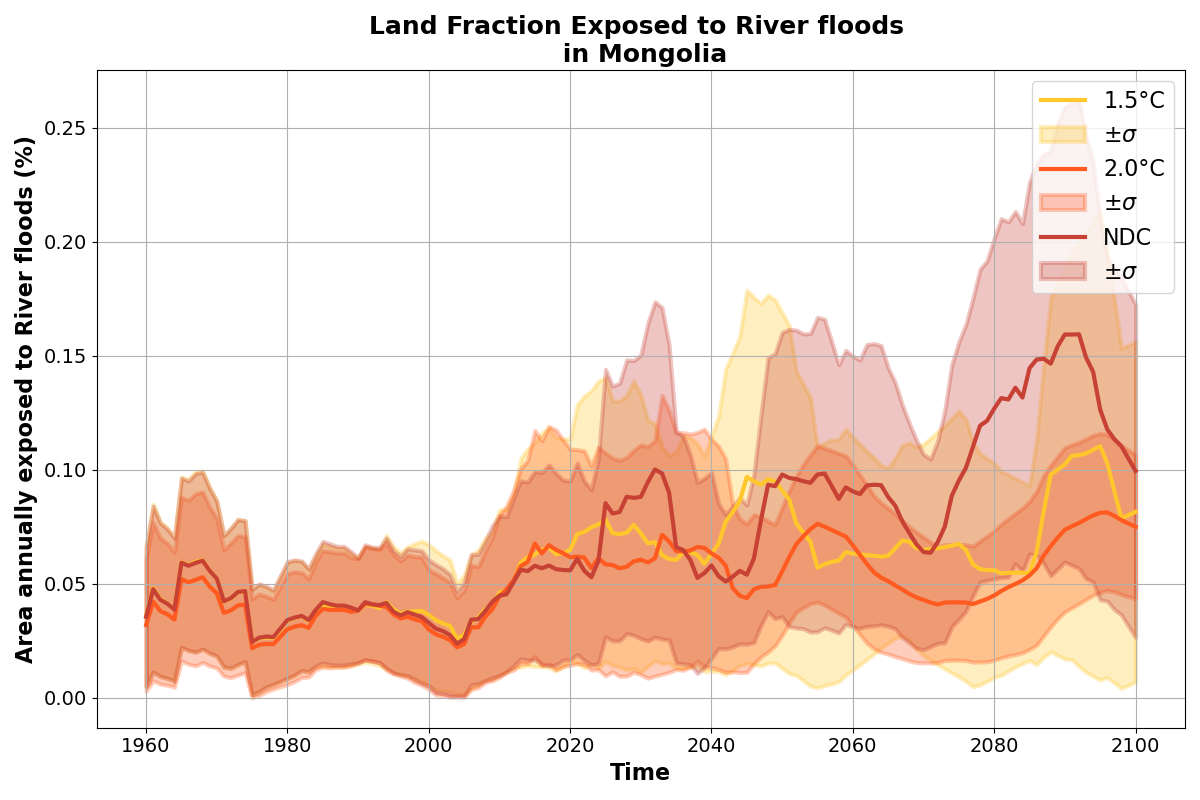 Land Fraction Exposed to River floods
in Mongolia
Area annually exposed to River floods (%)
0.25
0.20
0.15
0.10
0.05
0.00
1960
1980
2000
2020
2040
2060
2080
2100
Time
1.5°C
±σ
2.0°C
±σ
NDC
±σ